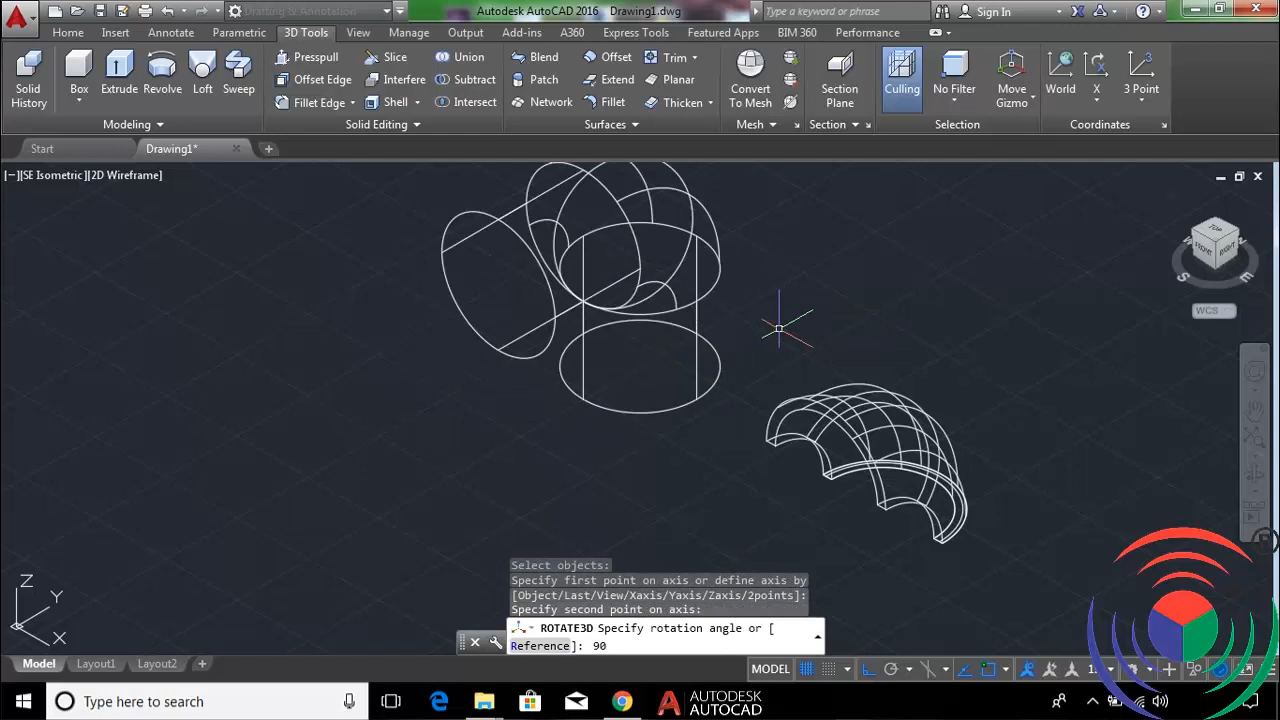 Drafting & Annotation
Autodesk AutoCAD 2016 Drawing1.dwg
Type a keyword or phrase
Sign In
Home Insert Annotate Parametric 3D Tools View Manage Output Add-ins A360 Express Tools Featured Apps BIM 360 Performance
Solid History
Box Extrude Revolve Loft Sweep
Presspull
Offset Edge
Fillet Edge
Slice
Interfere
Shell
Union
Subtract
Intersect
Blend
Patch
Network
Offset
Extend
Fillet
Trim
Planar
Thicken
Convert To Mesh
Section Plane
Culling No Filter Move Gizmo
World X 3 Point
Modeling Solid Editing Surfaces Mesh Section Selection Coordinates
Start Drawing1*
[−][SE Isometric][2D Wireframe]
TOP
FRONT RIGHT
W S E
WCS
Z
Y
X
Select objects:
Specify first point on axis or define axis by
[Object/Last/View/Xaxis/Yaxis/Zaxis/2points]:
Specify second point on axis:
ROTATE3D Specify rotation angle or [
Reference]: 90
Model Layout1 Layout2
MODEL
Type here to search
AUTODESK
AUTOCAD
®